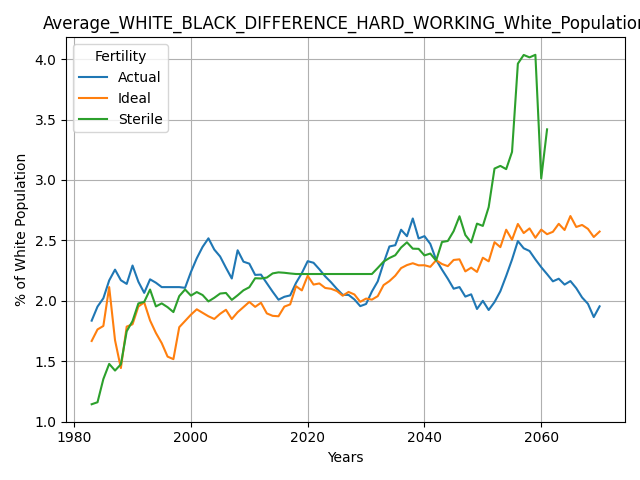 Average_WHITE_BLACK_DIFFERENCE_HARD_WORKING_White_Population
Fertility
Actual
Ideal
Sterile
% of White Population
4.0
3.5
3.0
2.5
2.0
1.5
1.0
1980
2000
2020
2040
2060
Years